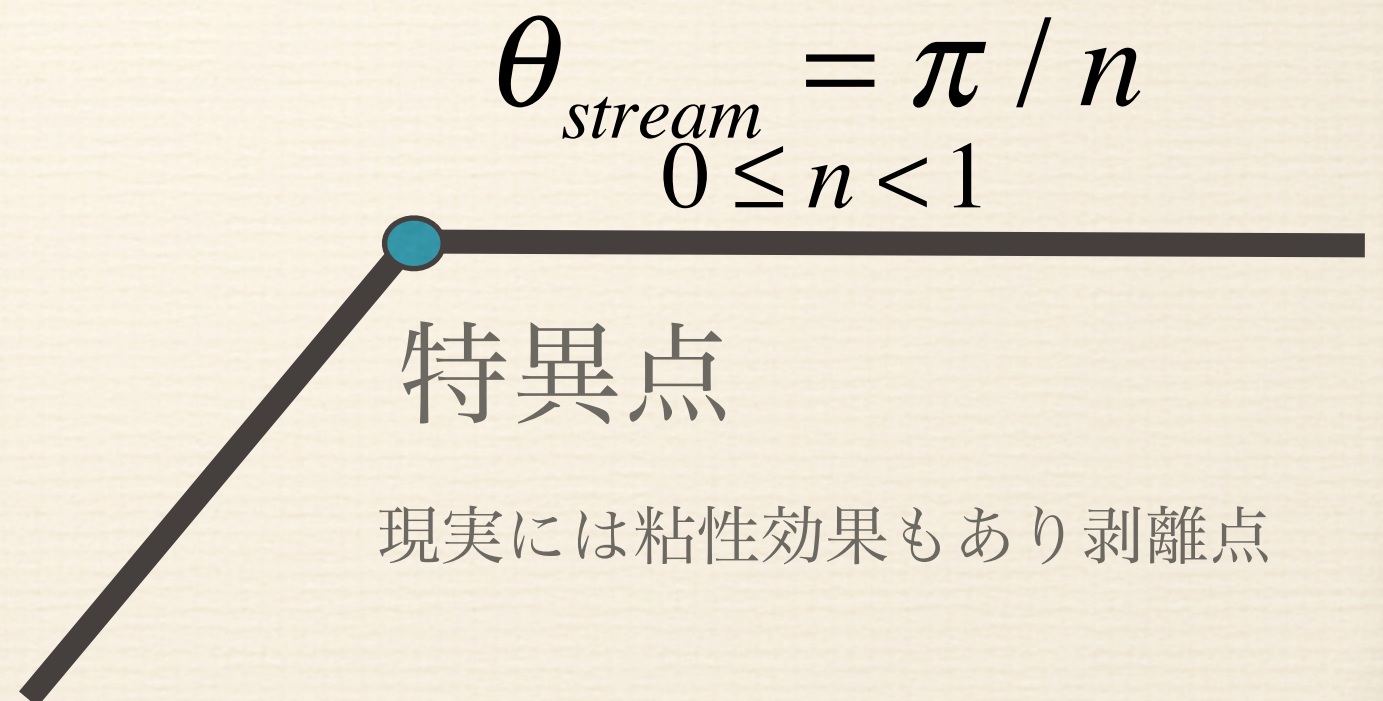 θ_stream = π / n
0 ≤ n < 1
特異点
現実には粘性効果もあり剥離点